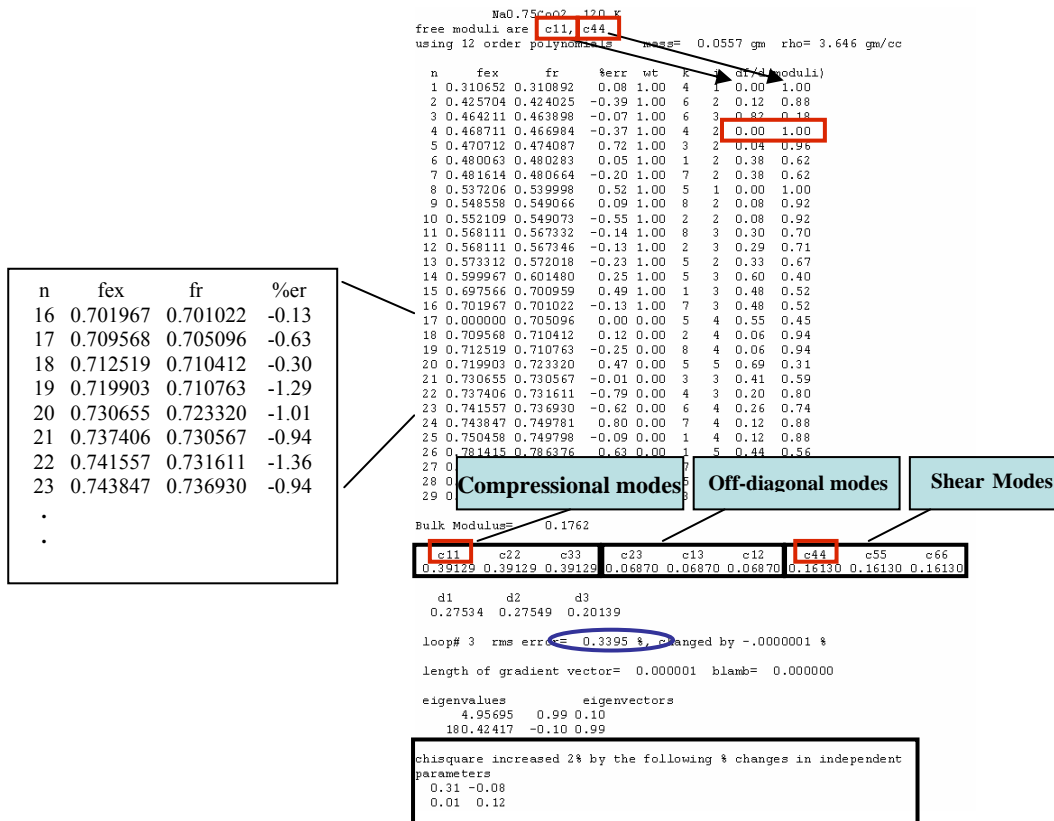 Na0.75CoO2 120 K
free moduli are c11, c44
using 12 order polynomials mass= 0.0557 gm rho= 3.646 gm/cc
n fex fr %err wt k i df/d(moduli)
1 0.310652 0.310892 0.08 1.00 4 1 0.00 1.00
2 0.425704 0.424025 -0.39 1.00 6 2 0.12 0.88
3 0.464211 0.463898 -0.07 1.00 6 3 0.82 0.18
4 0.468711 0.466984 -0.37 1.00 4 2 0.00 1.00
5 0.470712 0.474087 0.72 1.00 3 2 0.04 0.96
6 0.480063 0.480283 0.05 1.00 1 2 0.38 0.62
7 0.481614 0.480664 -0.20 1.00 7 2 0.38 0.62
8 0.537206 0.539998 0.52 1.00 5 1 0.00 1.00
9 0.548558 0.549066 0.09 1.00 8 2 0.08 0.92
10 0.552109 0.549073 -0.55 1.00 2 2 0.08 0.92
11 0.568111 0.567332 -0.14 1.00 8 3 0.30 0.70
12 0.568111 0.567346 -0.13 1.00 2 3 0.29 0.71
13 0.573312 0.572018 -0.23 1.00 5 2 0.33 0.67
14 0.599967 0.601480 0.25 1.00 5 3 0.60 0.40
15 0.697566 0.700959 0.49 1.00 1 3 0.48 0.52
16 0.701967 0.701022 -0.13 1.00 7 3 0.48 0.52
17 0.000000 0.705096 0.00 0.00 5 4 0.55 0.45
18 0.709568 0.710412 0.12 0.00 2 4 0.06 0.94
19 0.712519 0.710763 -0.25 0.00 8 4 0.06 0.94
20 0.719903 0.723320 0.47 0.00 5 5 0.69 0.31
21 0.730655 0.730567 -0.01 0.00 3 3 0.41 0.59
22 0.737406 0.731611 -0.79 0.00 4 3 0.20 0.80
23 0.741557 0.736930 -0.62 0.00 6 4 0.26 0.74
24 0.743847 0.749781 0.80 0.00 7 4 0.12 0.88
25 0.750458 0.749798 -0.09 0.00 1 4 0.12 0.88
26 0.781415 0.786376 0.63 0.00 1 5 0.44 0.56
27
28
29
n fex fr %er
16 0.701967 0.701022 -0.13
17 0.709568 0.705096 -0.63
18 0.712519 0.710412 -0.30
19 0.719903 0.710763 -1.29
20 0.730655 0.723320 -1.01
21 0.737406 0.730567 -0.94
22 0.741557 0.731611 -1.36
23 0.743847 0.736930 -0.94
.
.
Compressional modes
Off-diagonal modes
Shear Modes
Bulk Modulus= 0.1762
c11 c22 c33 c23 c13 c12 c44 c55 c66
0.39129 0.39129 0.39129 0.06870 0.06870 0.06870 0.16130 0.16130 0.16130
d1 d2 d3
0.27534 0.27549 0.20139
loop# 3 rms error= 0.3395 %, changed by -.0000001 %
length of gradient vector= 0.000001 blamb= 0.000000
eigenvalues eigenvectors
4.95695 0.99 0.10
180.42417 -0.10 0.99
chisquare increased 2% by the following % changes in independent
parameters
0.31 -0.08
0.01 0.12